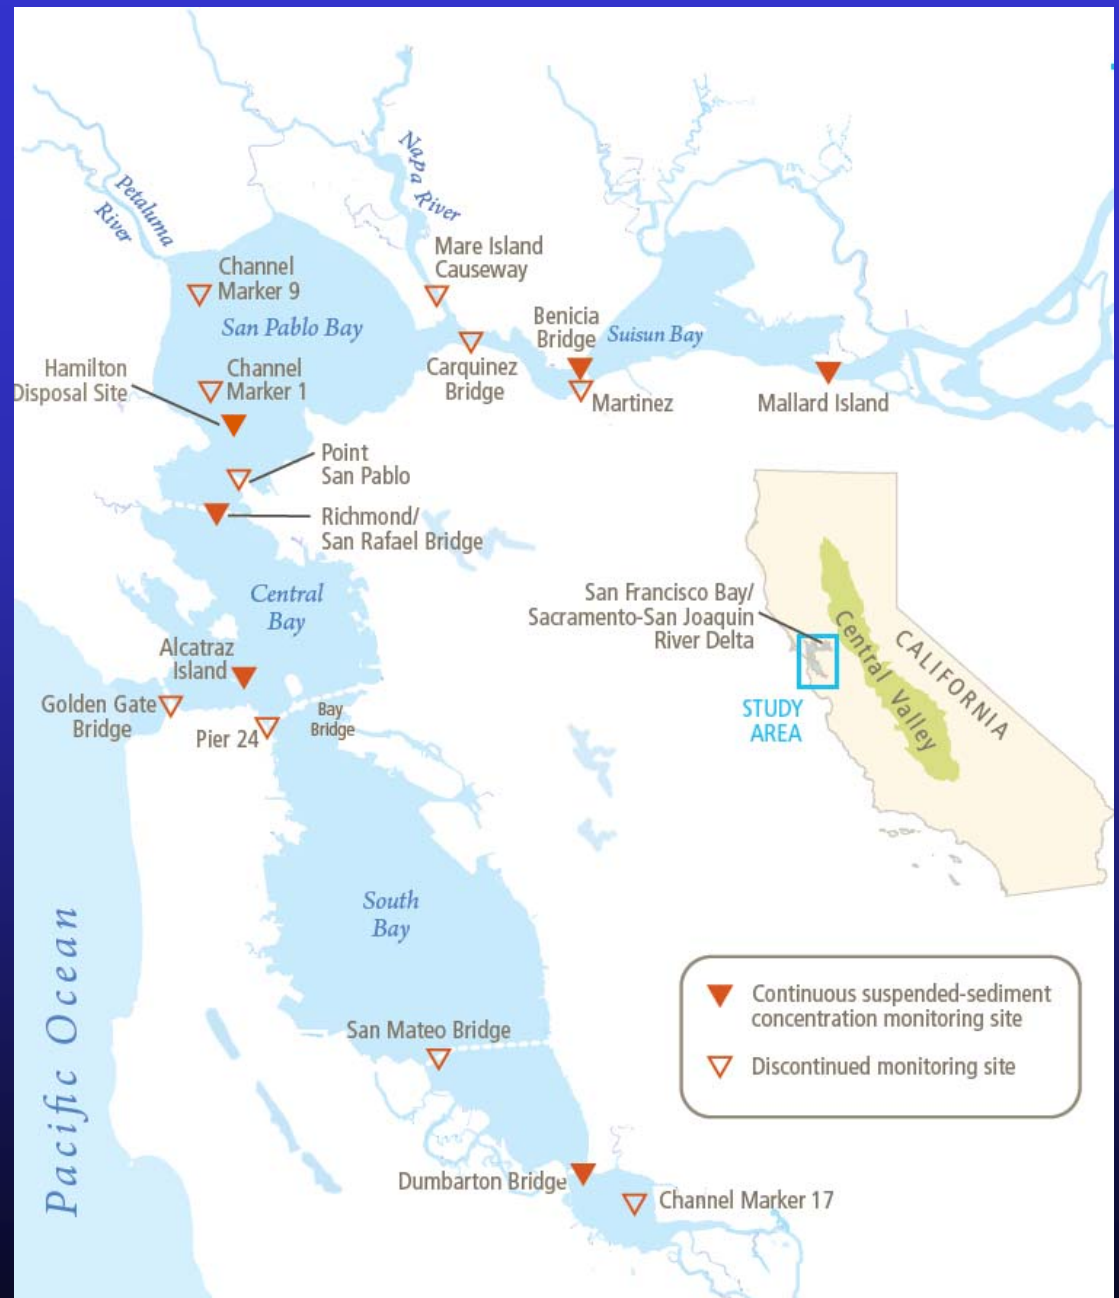 Napa River
Petaluma
River
Mare Island
Causeway
Channel
Marker 9
San Pablo Bay
Benicia
Bridge
Suisun Bay
Hamilton
Disposal Site
Channel
Marker 1
Carquinez
Bridge
Martinez
Mallard Island
Point
San Pablo
Richmond/
San Rafael Bridge
Central
Bay
San Francisco Bay/
Sacramento-San Joaquin
River Delta
Central Valley
CALIFORNIA
STUDY
AREA
Alcatraz
Island
Golden Gate
Bridge
Pier 24
Bay
Bridge
South
Bay
Pacific Ocean
San Mateo Bridge
Continuous suspended-sediment
concentration monitoring site
Discontinued monitoring site
Dumbarton Bridge
Channel Marker 17